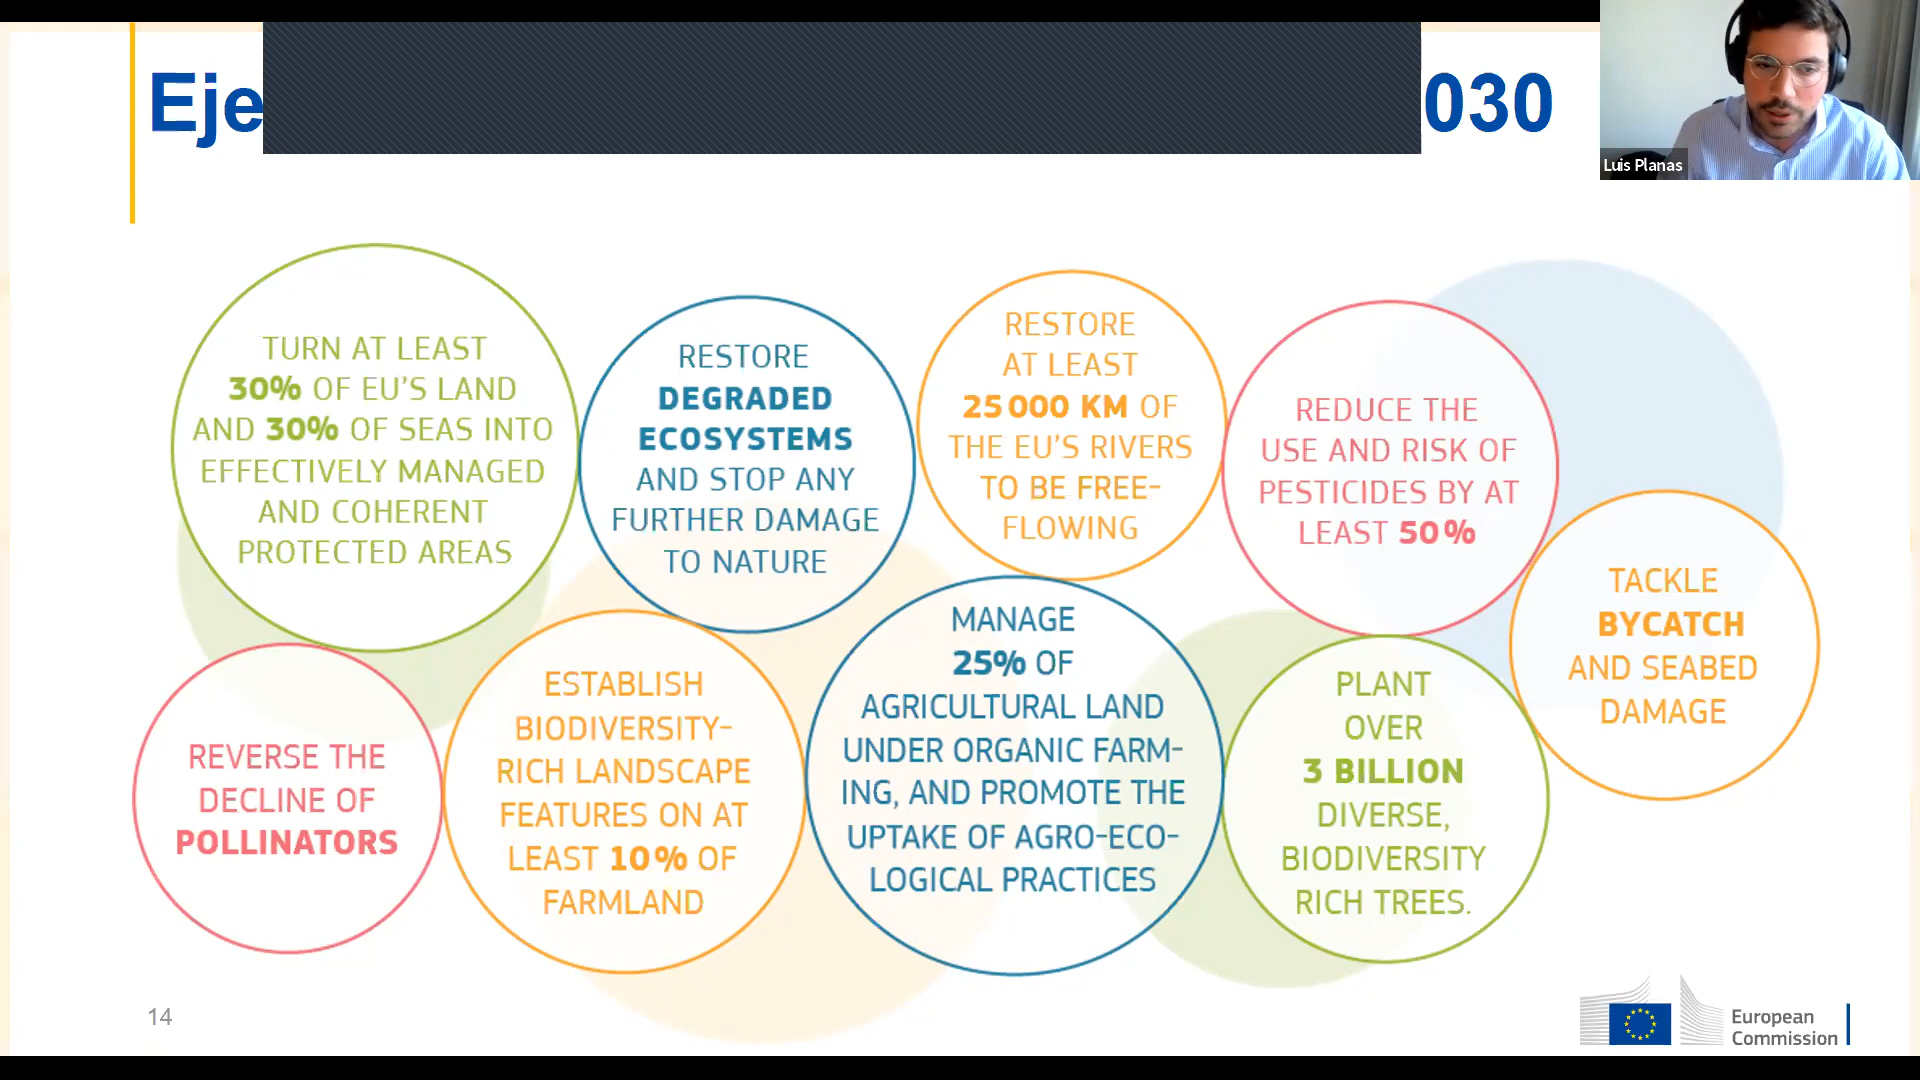 Eje
030
Luis Planas
TURN AT LEAST
30% OF EU'S LAND
AND 30% OF SEAS INTO
EFFECTIVELY MANAGED
AND COHERENT
PROTECTED AREAS
RESTORE
DEGRADED
ECOSYSTEMS
AND STOP ANY
FURTHER DAMAGE
TO NATURE
RESTORE
AT LEAST
25 000 KM OF
THE EU'S RIVERS
TO BE FREE-
FLOWING
REDUCE THE
USE AND RISK OF
PESTICIDES BY AT
LEAST 50%
TACKLE
BYCATCH
AND SEABED
DAMAGE
REVERSE THE
DECLINE OF
POLLINATORS
ESTABLISH
BIODIVERSITY-
RICH LANDSCAPE
FEATURES ON AT
LEAST 10% OF
FARMLAND
MANAGE
25% OF
AGRICULTURAL LAND
UNDER ORGANIC FARM-
ING, AND PROMOTE THE
UPTAKE OF AGRO-ECO-
LOGICAL PRACTICES
PLANT
OVER
3 BILLION
DIVERSE,
BIODIVERSITY
RICH TREES.
14
European
Commission